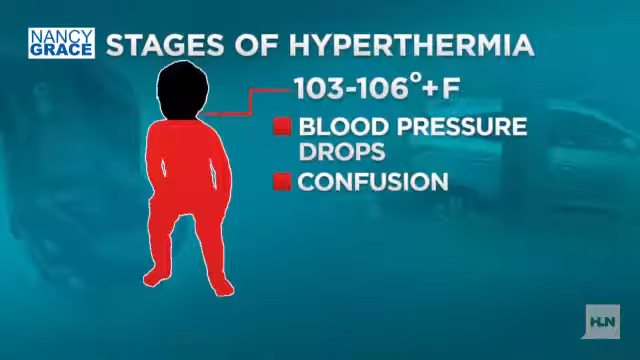 NANCY
GRACE
STAGES OF HYPERTHERMIA
103-106°+F
BLOOD PRESSURE
DROPS
CONFUSION
HLN